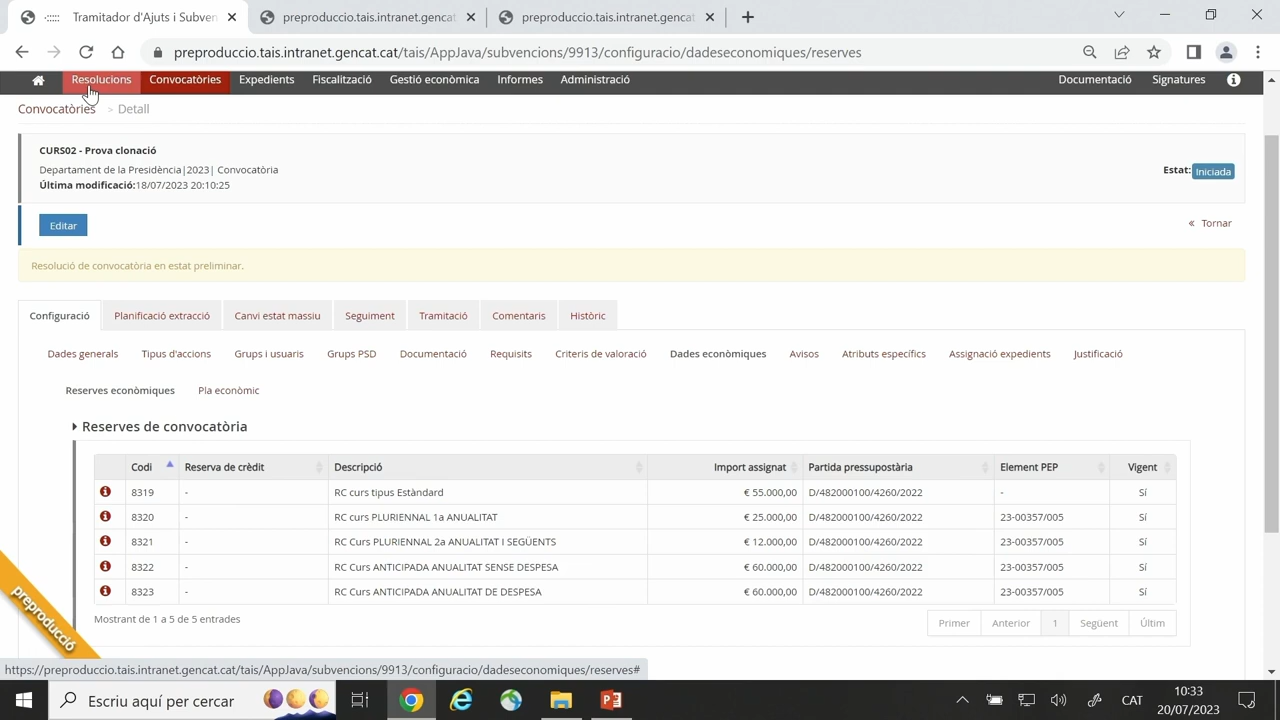 Tramitador d'Ajuts i Subven
preproduccio.tais.intranet.gencat
preproduccio.tais.intranet.gencat
preproduccio.tais.intranet.gencat.cat/tais/AppJava/subvencions/9913/configuracio/dadeseconomiques/reserves
Resolucions Convocatòries Expedients Fiscalització Gestió econòmica Informes Administració Documentació Signatures
Convocatòries > Detall
CURS02 - Prova clonació
Departament de la Presidència|2023| Convocatòria
Última modificació:18/07/2023 20:10:25
Estat: Iniciada
Editar
« Tornar
Resolució de convocatòria en estat preliminar.
Configuració Planificació extracció Canvi estat massiu Seguiment Tramitació Comentaris Històric
Dades generals Tipus d'accions Grups i usuaris Grups PSD Documentació Requisits Criteris de valoració Dades econòmiques Avisos Atributs específics Assignació expedients Justificació
Reserves econòmiques Pla econòmic
Reserves de convocatòria
Codi Reserva de crèdit Descripció Import assignat Partida pressupostària Element PEP Vigent
8319 - RC curs tipus Estàndard € 55.000,00 D/482000100/4260/2022 - Sí
8320 - RC curs PLURIENNAL 1a ANUALITAT € 25.000,00 D/482000100/4260/2022 23-00357/005 Sí
8321 - RC Curs PLURIENNAL 2a ANUALITAT I SEGÜENTS € 12.000,00 D/482000100/4260/2022 23-00357/005 Sí
8322 - RC Curs ANTICIPADA ANUALITAT SENSE DESPESA € 60.000,00 D/482000100/4260/2022 23-00357/005 Sí
8323 - RC Curs ANTICIPADA ANUALITAT DE DESPESA € 60.000,00 D/482000100/4260/2022 23-00357/005 Sí
Mostrant de 1 a 5 de 5 entrades
Primer Anterior 1 Següent Últim
preproducció
https://preproduccio.tais.intranet.gencat.cat/tais/AppJava/subvencions/9913/configuracio/dadeseconomiques/reserves#
Escriu aquí per cercar
CAT
10:33
20/07/2023